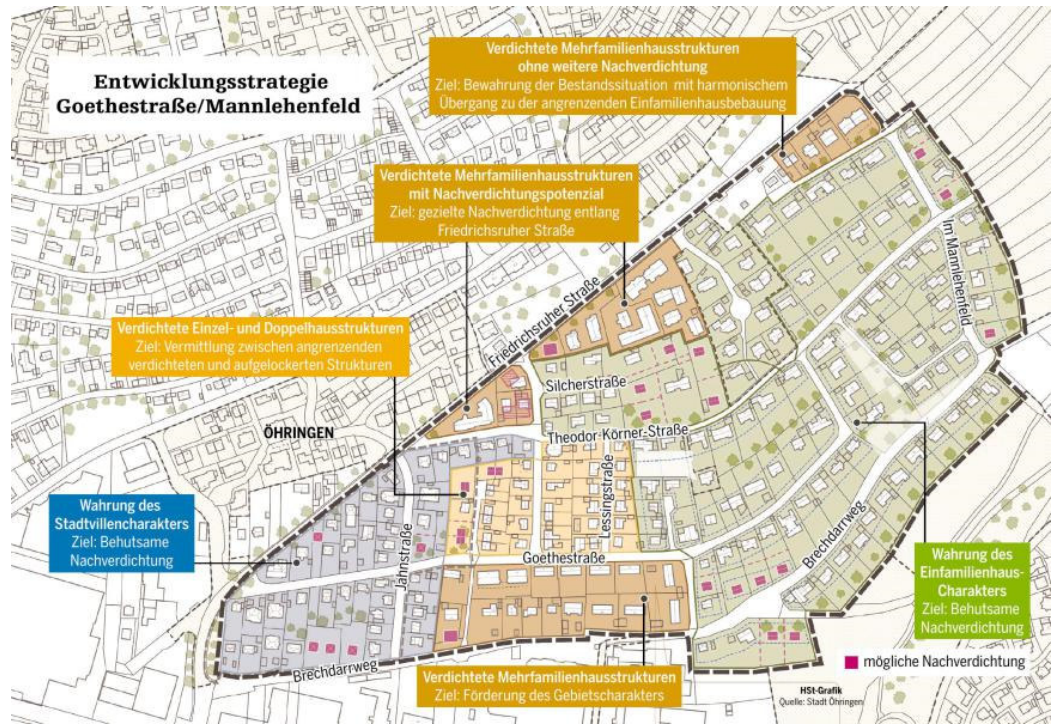 Entwicklungsstrategie
Goethestraße/Mannlehenfeld
Verdichtete Mehrfamilienhausstrukturen
ohne weitere Nachverdichtung
Ziel: Bewahrung der Bestandssituation mit harmonischem
Übergang zu der angrenzenden Einfamilienhausbebauung
Verdichtete Mehrfamilienhausstrukturen
mit Nachverdichtungspotenzial
Ziel: gezielte Nachverdichtung entlang
Friedrichsruher Straße
Im Mannlehenfeld
Friedrichsruher Straße
Verdichtete Einzel- und Doppelhausstrukturen
Ziel: Vermittlung zwischen angrenzenden
verdichteten und aufgelockerten Strukturen
Silcherstraße
ÖHRINGEN
Theodor-Körner-Straße
Lessingstraße
Wahrung des
Stadtvillencharakters
Ziel: Behutsame
Nachverdichtung
Jahnstraße
Goethestraße
Brechdarrweg
Wahrung des
Einfamilienhaus-
Charakters
Ziel: Behutsame
Nachverdichtung
Brechdarrweg
Verdichtete Mehrfamilienhausstrukturen
Ziel: Förderung des Gebietscharakters
mögliche Nachverdichtung
HSt-Grafik
Quelle: Stadt Öhringen